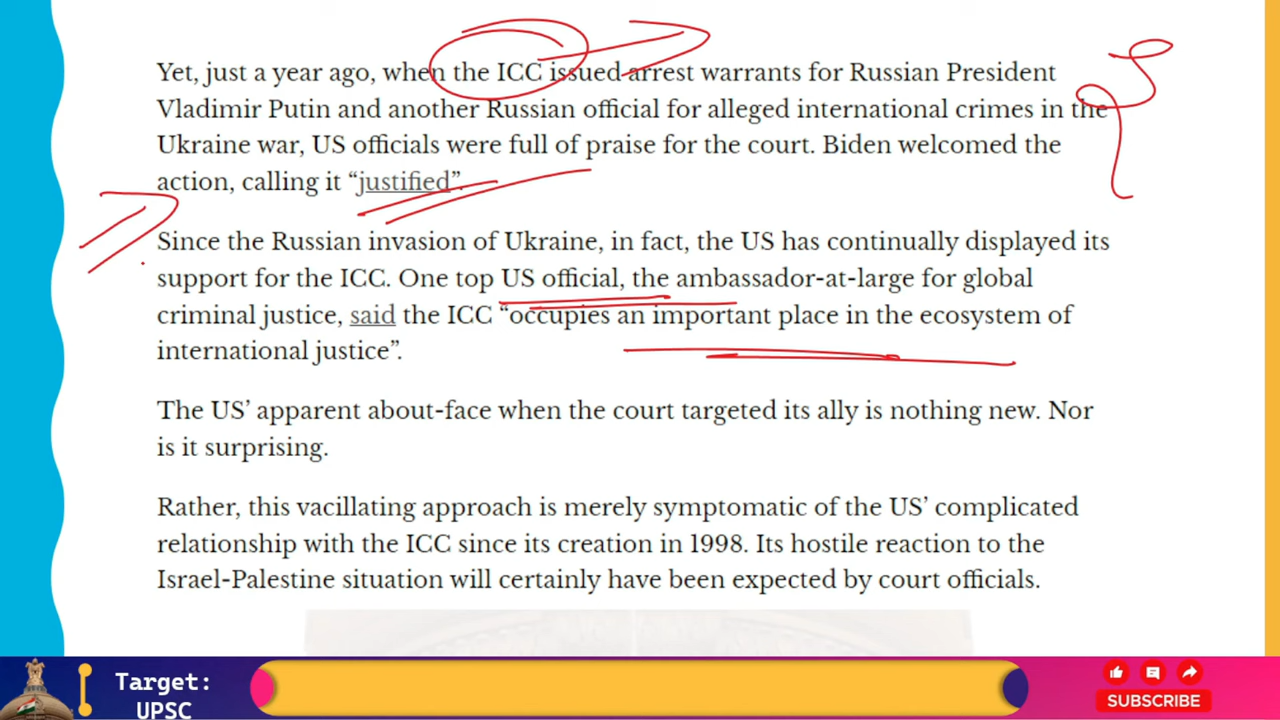 Yet, just a year ago, when the ICC issued arrest warrants for Russian President
Vladimir Putin and another Russian official for alleged international crimes in the
Ukraine war, US officials were full of praise for the court. Biden welcomed the
action, calling it “justified”.
Since the Russian invasion of Ukraine, in fact, the US has continually displayed its
support for the ICC. One top US official, the ambassador-at-large for global
criminal justice, said the ICC “occupies an important place in the ecosystem of
international justice”.
The US’ apparent about-face when the court targeted its ally is nothing new. Nor
is it surprising.
Rather, this vacillating approach is merely symptomatic of the US’ complicated
relationship with the ICC since its creation in 1998. Its hostile reaction to the
Israel-Palestine situation will certainly have been expected by court officials.
Target:
UPSC
SUBSCRIBE